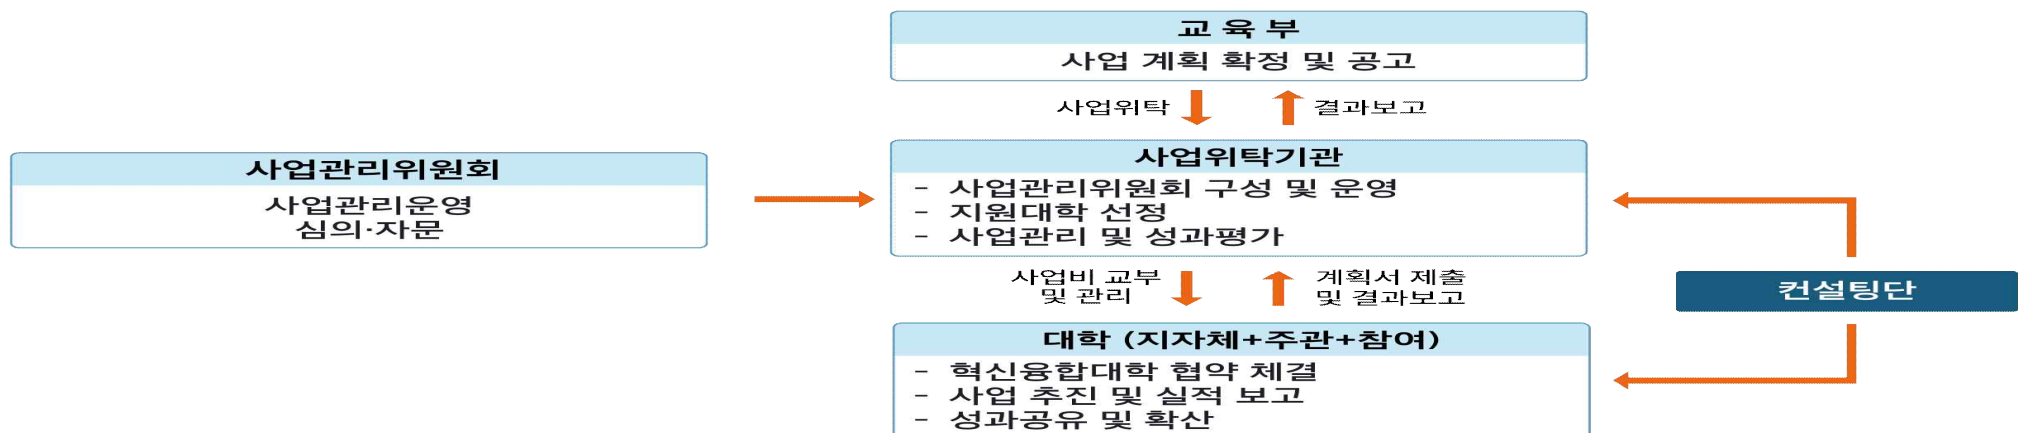 교 육 부
사업 계획 확정 및 공고
사업위탁
결과보고
사업관리위원회
사업관리운영
심의·자문
사업위탁기관
- 사업관리위원회 구성 및 운영
- 지원대학 선정
- 사업관리 및 성과평가
사업비 교부
및 관리
계획서 제출
및 결과보고
컨설팅단
대학 (지자체+주관+참여)
- 혁신융합대학 협약 체결
- 사업 추진 및 실적 보고
- 성과공유 및 확산